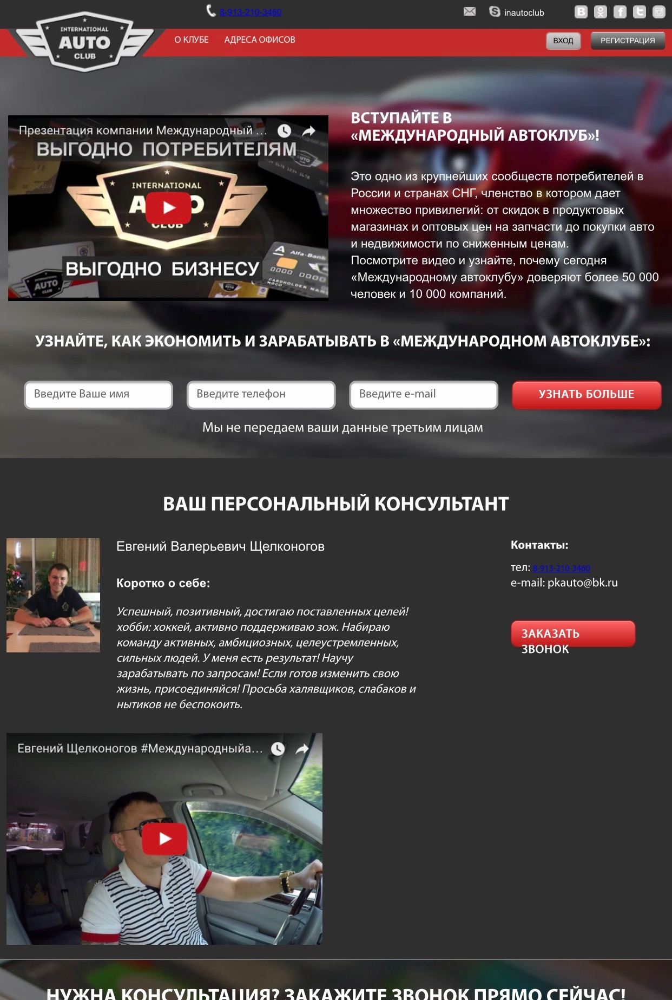 8-913-210-3460
inautoclub
INTERNATIONAL
AUTO
CLUB
О КЛУБЕ
АДРЕСА ОФИСОВ
ВХОД
РЕГИСТРАЦИЯ
Презентация компании Международный ...
ВЫГОДНО ПОТРЕБИТЕЛЯМ
INTERNATIONAL
CLUB
Alfa-Bank
ВЫГОДНО БИЗНЕСУ
AUTO
CARDHOLDER NAME
MOCO
ВСТУПАЙТЕ В
«МЕЖДУНАРОДНЫЙ АВТОКЛУБ»!
Это одно из крупнейших сообществ потребителей в
России и странах СНГ, членство в котором дает
множество привилегий: от скидок в продуктовых
магазинах и оптовых цен на запчасти до покупки авто
и недвижимости по сниженным ценам.
Посмотрите видео и узнайте, почему сегодня
«Международному автоклубу» доверяют более 50 000
человек и 10 000 компаний.
УЗНАЙТЕ, КАК ЭКОНОМИТЬ И ЗАРАБАТЫВАТЬ В «МЕЖДУНАРОДНОМ АВТОКЛУБЕ»:
Введите Ваше имя
Введите телефон
Введите e-mail
УЗНАТЬ БОЛЬШЕ
Мы не передаем ваши данные третьим лицам
ВАШ ПЕРСОНАЛЬНЫЙ КОНСУЛЬТАНТ
Евгений Валерьевич Щелконогов
Коротко о себе:
Успешный, позитивный, достигаю поставленных целей!
хобби: хоккей, активно поддерживаю зож. Набираю
команду активных, амбициозных, целеустремленных,
сильных людей. У меня есть результат! Научу
зарабатывать по запросам! Если готов изменить свою
жизнь, присоединяйся! Просьба халявщиков, слабаков и
нытиков не беспокоить.
Контакты:
тел: 8-913-210-3460
e-mail: pkauto@bk.ru
ЗАКАЗАТЬ
ЗВОНОК
Евгений Щелконогов #Международныйа...
НУЖНА КОНСУЛЬТАЦИЯ? ЗАКАЖИТЕ ЗВОНОК ПРЯМО СЕЙЧАС!